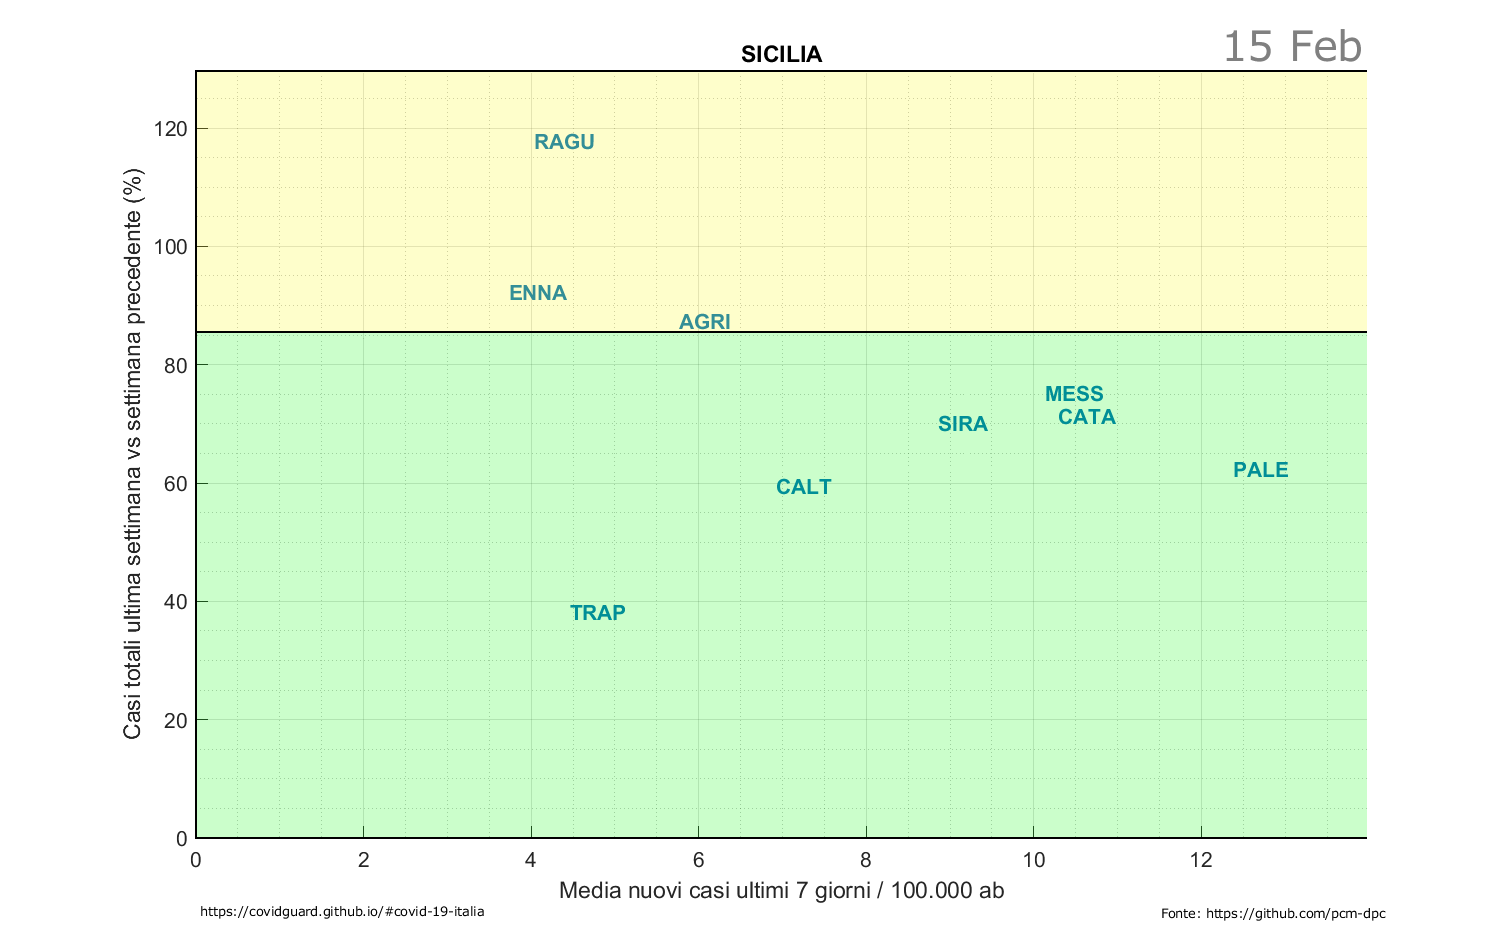 SICILIA
15 Feb
Casi totali ultima settimana vs settimana precedente (%)
120
100
80
60
40
20
0
RAGU
ENNA
AGRI
MESS
CATA
SIRA
PALE
CALT
TRAP
0 2 4 6 8 10 12
Media nuovi casi ultimi 7 giorni / 100.000 ab
https://covidguard.github.io/#covid-19-italia
Fonte: https://github.com/pcm-dpc